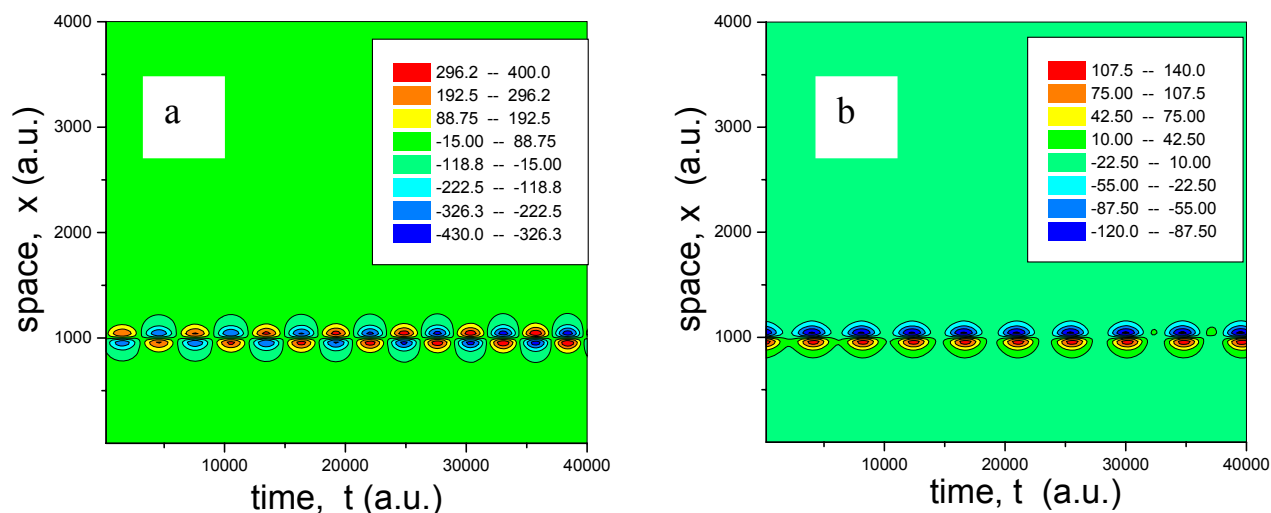 4000
3000
2000
1000
space, x (a.u.)
a
296.2 -- 400.0
192.5 -- 296.2
88.75 -- 192.5
-15.00 -- 88.75
-118.8 -- -15.00
-222.5 -- -118.8
-326.3 -- -222.5
-430.0 -- -326.3
10000 20000 30000 40000
time, t (a.u.)
4000
3000
2000
1000
space, x (a.u.)
b
107.5 -- 140.0
75.00 -- 107.5
42.50 -- 75.00
10.00 -- 42.50
-22.50 -- 10.00
-55.00 -- -22.50
-87.50 -- -55.00
-120.0 -- -87.50
10000 20000 30000 40000
time, t (a.u.)